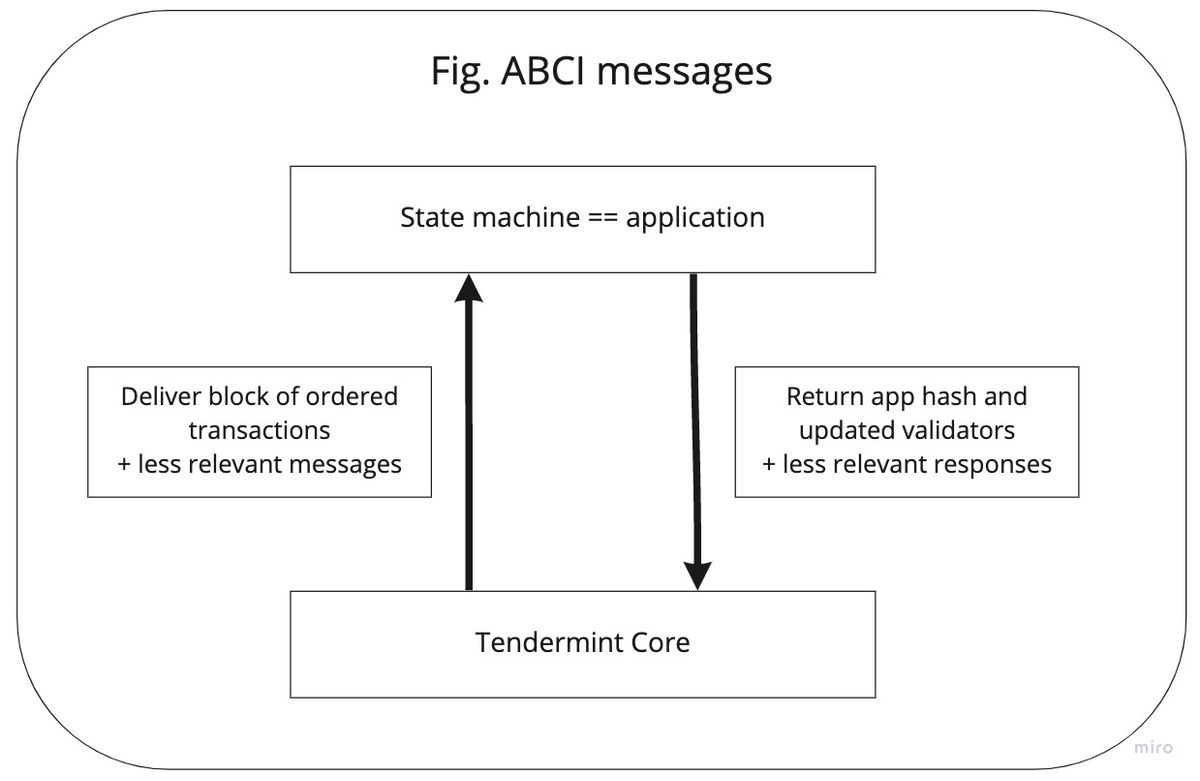 Fig. ABCI messages
State machine == application
Deliver block of ordered
transactions
+ less relevant messages
Return app hash and
updated validators
+ less relevant responses
Tendermint Core
miro